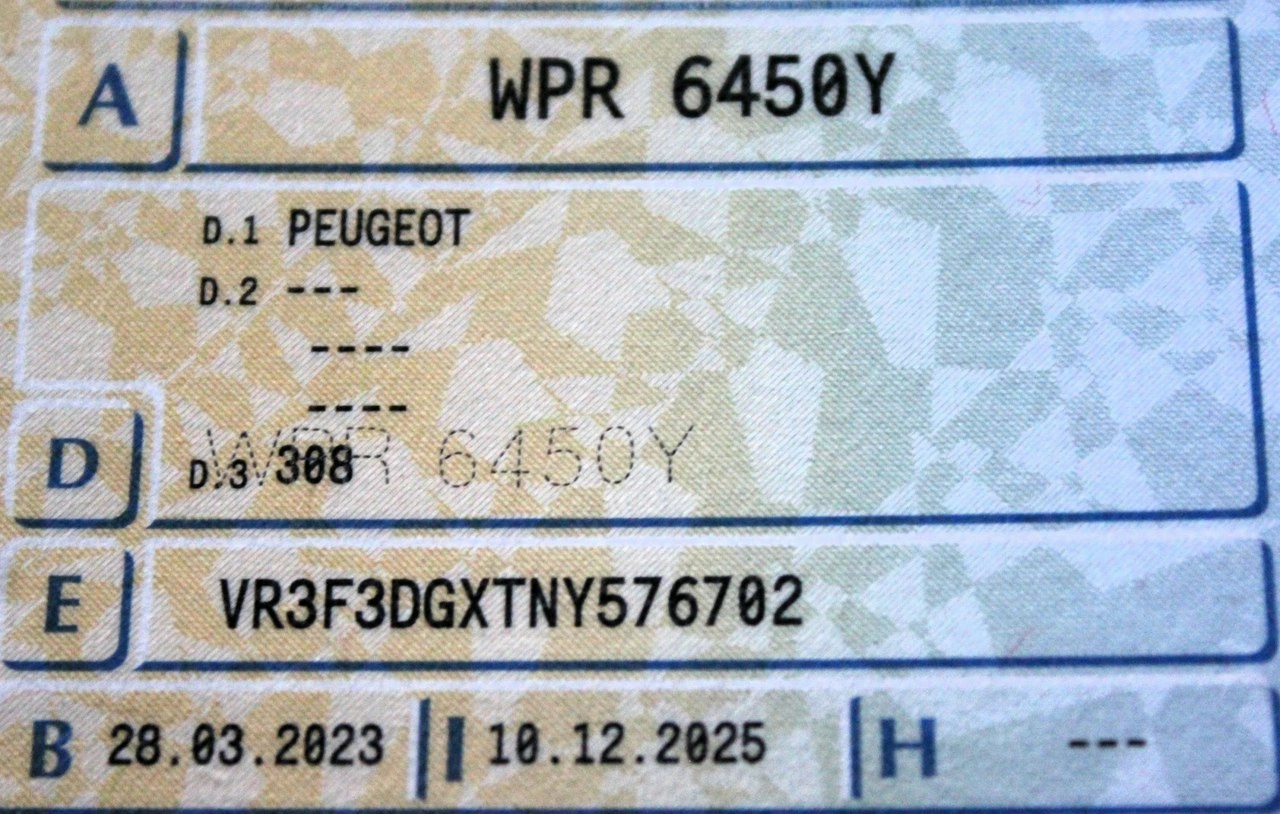 A WPR 6450Y
D.1 PEUGEOT
D.2 ---
----
----
WPR 6450Y
D D.3 308
E VR3F3DGXTNY576702
B 28.03.2023 I 10.12.2025 H ---